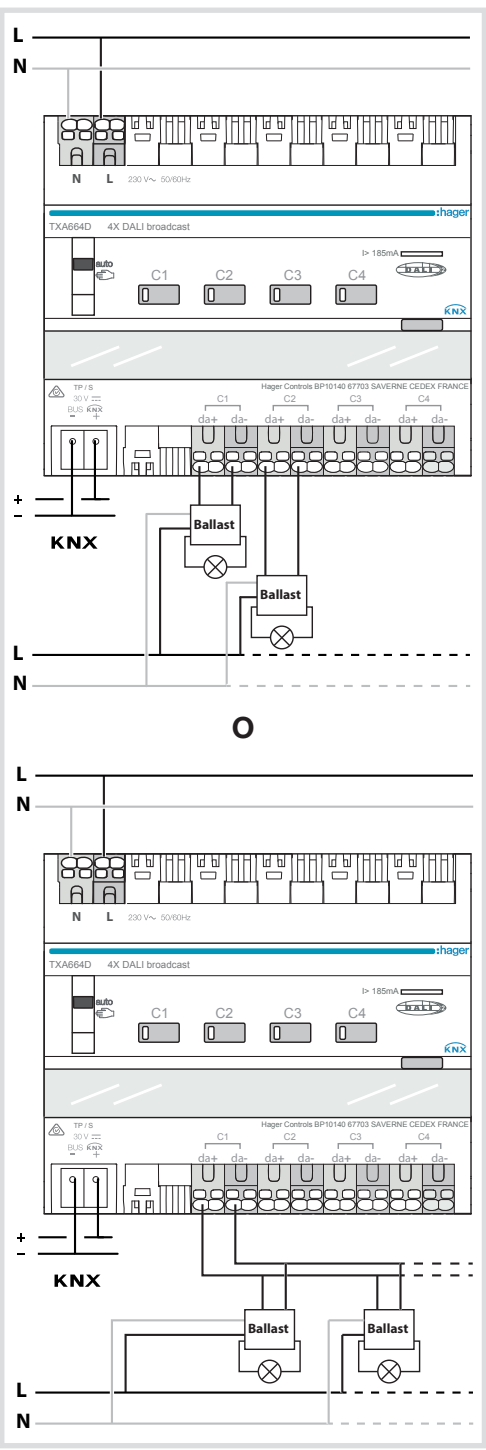 L
N
N L 230 V~ 50/60Hz
:hager
TXA664D 4X DALI broadcast
I> 185mA
auto
DALI
C1 C2 C3 C4
KNX
TP / S
30 V
BUS KNX
- +
Hager Controls BP10140 67703 SAVERNE CEDEX FRANCE
C1 C2 C3 C4
da+ da- da+ da- da+ da- da+ da-
+
-
KNX
Ballast
Ballast
L
N
O
L
N
N L 230 V~ 50/60Hz
:hager
TXA664D 4X DALI broadcast
I> 185mA
auto
DALI
C1 C2 C3 C4
KNX
TP / S
30 V
BUS KNX
- +
Hager Controls BP10140 67703 SAVERNE CEDEX FRANCE
C1 C2 C3 C4
da+ da- da+ da- da+ da- da+ da-
+
-
KNX
Ballast Ballast
L
N